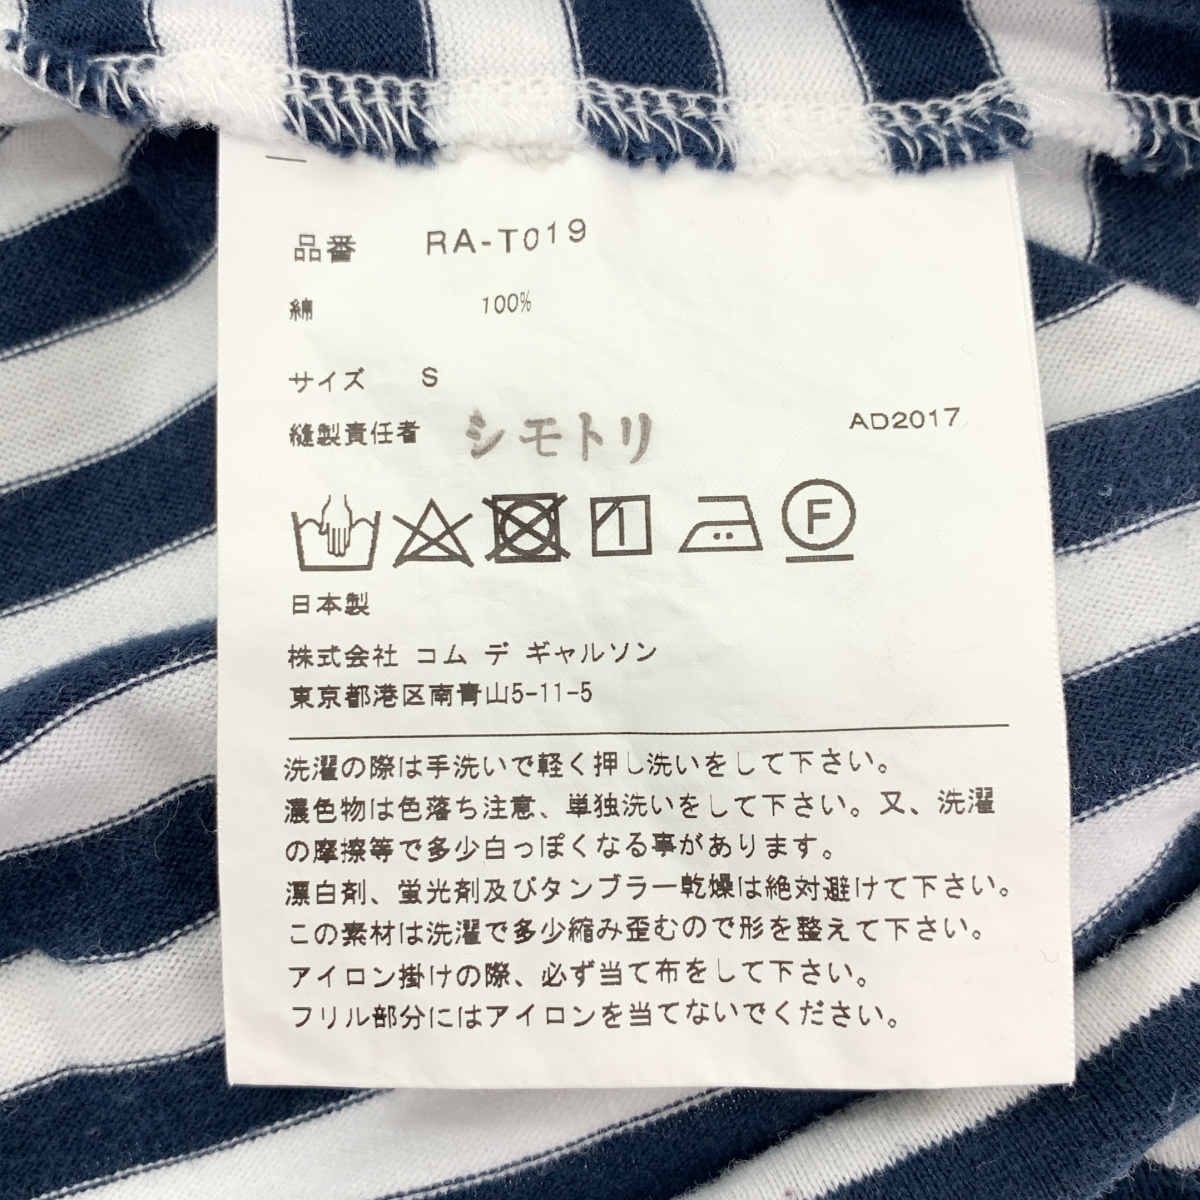 品番 RA-T019
綿 100%
サイズ S
縫製責任者 シモトリ AD2017
1 F
日本製
株式会社 コム デ ギャルソン
東京都港区南青山5-11-5
洗濯の際は手洗いで軽く押し洗いをして下さい。
濃色物は色落ち注意、単独洗いをして下さい。又、洗濯
の摩擦等で多少白っぽくなる事があります。
漂白剤、蛍光剤及びタンブラー乾燥は絶対避けて下さい。
この素材は洗濯で多少縮み歪むので形を整えて下さい。
アイロン掛けの際、必ず当て布をして下さい。
フリル部分にはアイロンを当てないでください。